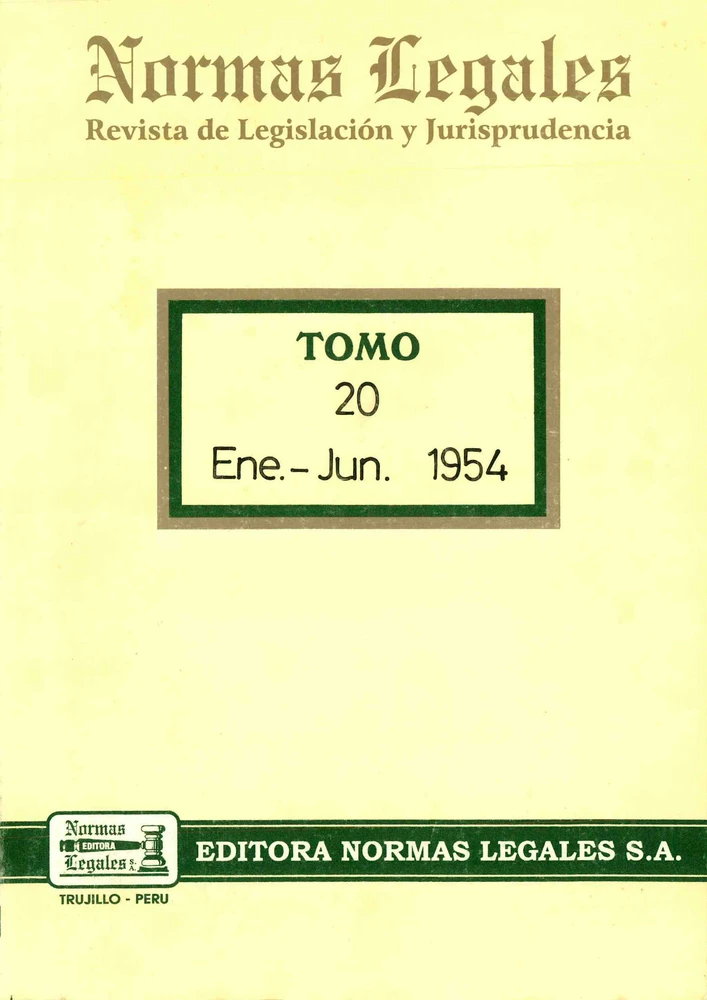 Normas Legales
Revista de Legislación y Jurisprudencia
TOMO
20
Ene.- Jun. 1954
Normas
EDITORA
Legales S.A.
EDITORA NORMAS LEGALES S.A.
TRUJILLO - PERU